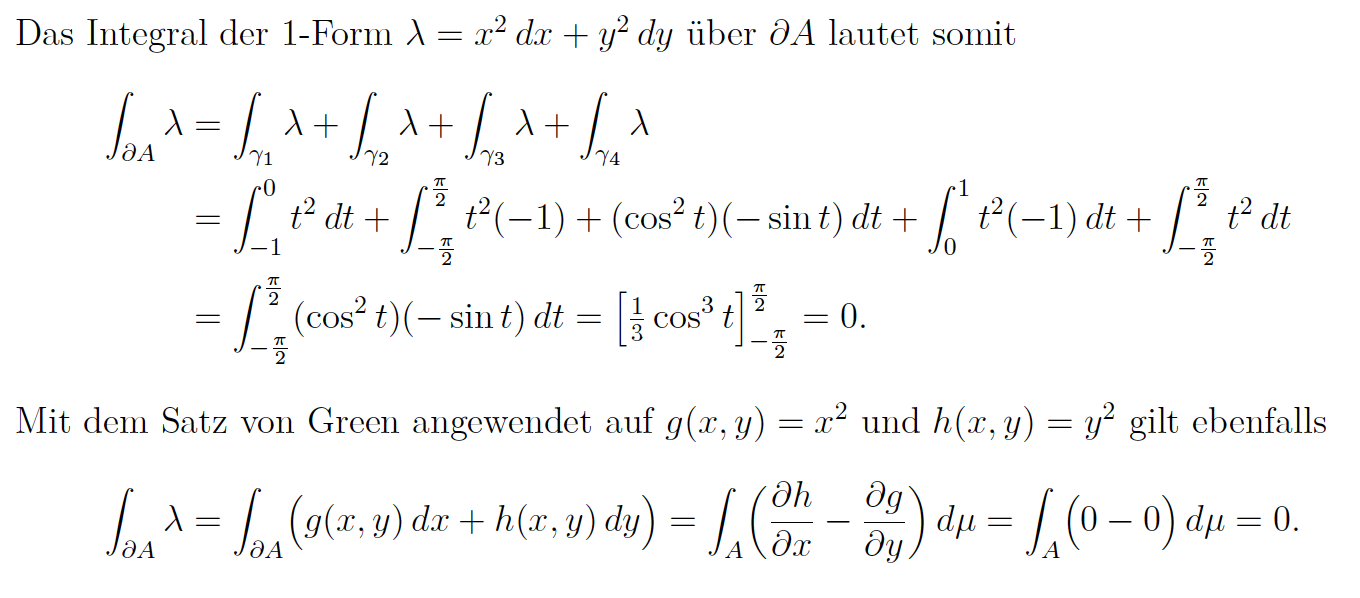 Das Integral der 1-Form λ = x² dx + y² dy über ∂A lautet somit
∫_{∂A} λ = ∫_{γ₁} λ + ∫_{γ₂} λ + ∫_{γ₃} λ + ∫_{γ₄} λ
= ∫_{-1}^{0} t² dt + ∫_{-π/2}^{π/2} t²(−1) + (cos² t)(− sin t) dt + ∫_{0}^{1} t²(−1) dt + ∫_{-π/2}^{π/2} t² dt
= ∫_{-π/2}^{π/2} (cos² t)(− sin t) dt = [1/3 cos³ t]_{-π/2}^{π/2} = 0.
Mit dem Satz von Green angewendet auf g(x, y) = x² und h(x, y) = y² gilt ebenfalls
∫_{∂A} λ = ∫_{∂A} (g(x, y) dx + h(x, y) dy) = ∫_{A} (∂h/∂x − ∂g/∂y) dμ = ∫_{A} (0 − 0) dμ = 0.